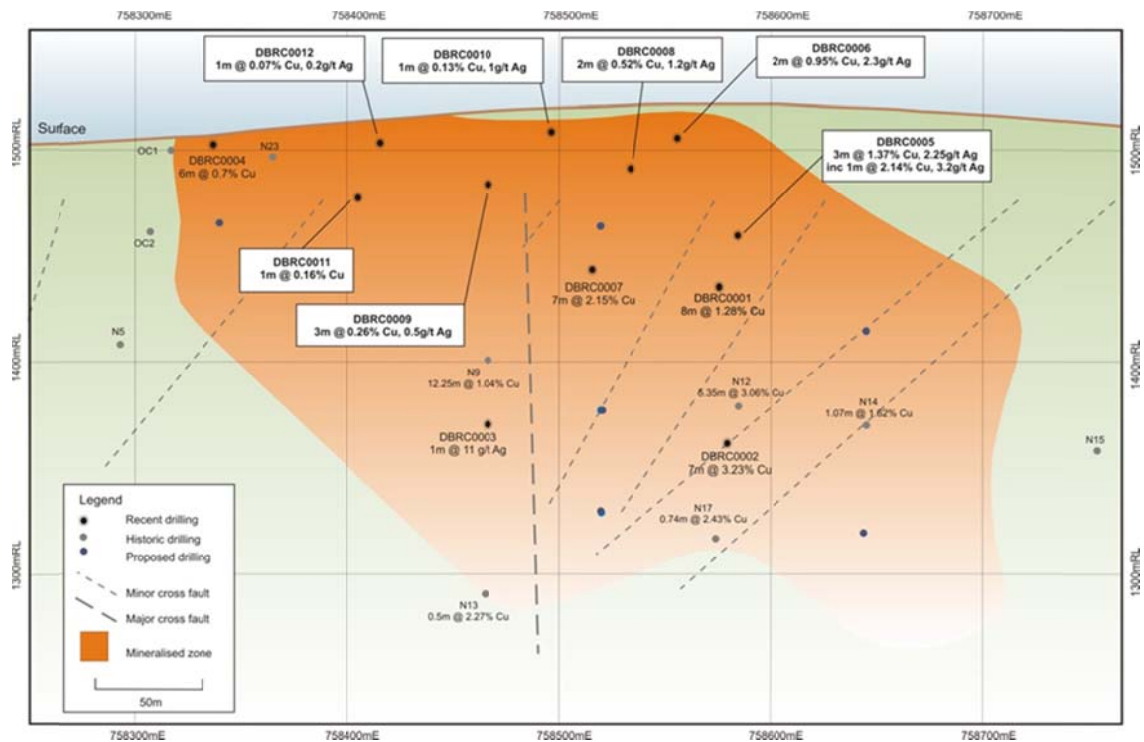 758300mE
758400mE
758500mE
758600mE
758700mE
DBRC0012
1m @ 0.07% Cu, 0.2g/t Ag
DBRC0010
1m @ 0.13% Cu, 1g/t Ag
DBRC0008
2m @ 0.52% Cu, 1.2g/t Ag
DBRC0006
2m @ 0.95% Cu, 2.3g/t Ag
Surface
1500mRL
1500mRL
OC1
N23
DBRC0004
6m @ 0.7% Cu
DBRC0005
3m @ 1.37% Cu, 2.25g/t Ag
inc 1m @ 2.14% Cu, 3.2g/t Ag
OC2
DBRC0011
1m @ 0.16% Cu
DBRC0007
7m @ 2.15% Cu
DBRC0001
8m @ 1.28% Cu
DBRC0009
3m @ 0.26% Cu, 0.5g/t Ag
N5
1400mRL
1400mRL
N9
12.25m @ 1.04% Cu
N12
5.35m @ 3.06% Cu
N14
1.07m @ 1.62% Cu
DBRC0003
1m @ 11 g/t Ag
DBRC0002
7m @ 3.23% Cu
N15
N17
0.74m @ 2.43% Cu
1300mRL
1300mRL
N13
0.5m @ 2.27% Cu
Legend
Recent drilling
Historic drilling
Proposed drilling
Minor cross fault
Major cross fault
Mineralised zone
50m
758300mE
758400mE
758500mE
758600mE
758700mE